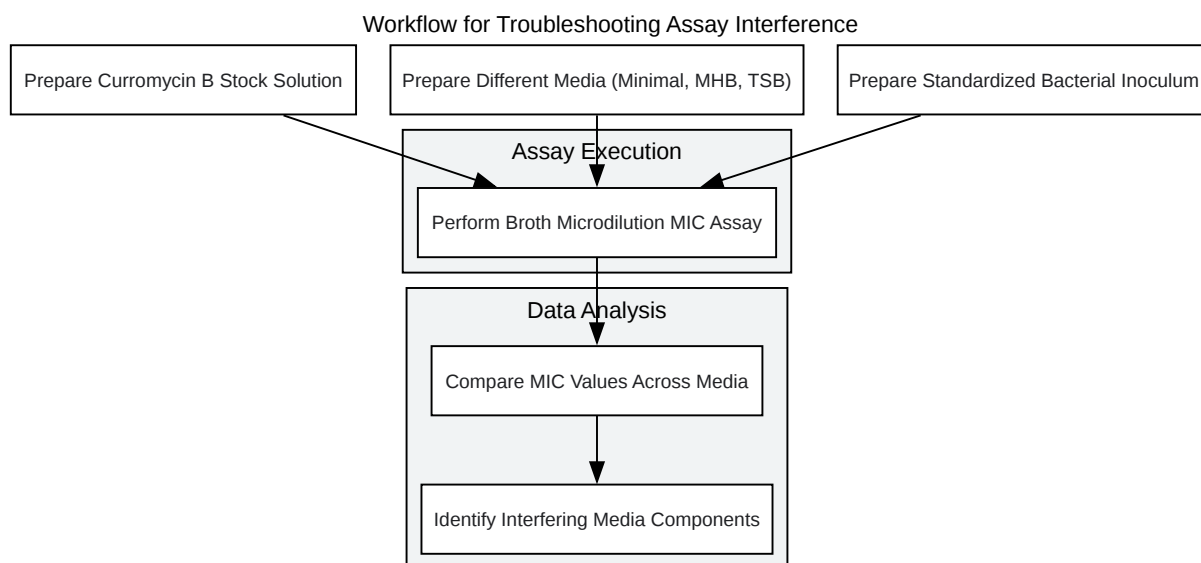 Workflow for Troubleshooting Assay Interference
Prepare Curromycin B Stock Solution
Prepare Different Media (Minimal, MHB, TSB)
Prepare Standardized Bacterial Inoculum
Assay Execution
Perform Broth Microdilution MIC Assay
Data Analysis
Compare MIC Values Across Media
Identify Interfering Media Components